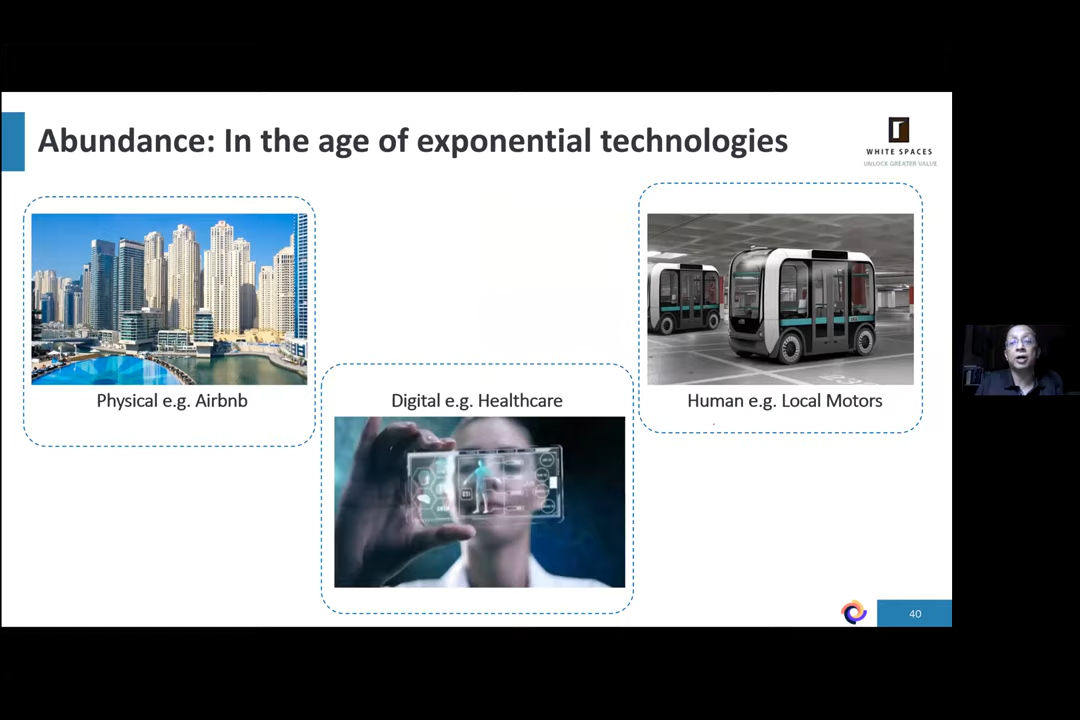 Abundance: In the age of exponential technologies
WHITE SPACES
UNLOCK GREATER VALUE
Physical e.g. Airbnb
Digital e.g. Healthcare
Human e.g. Local Motors
40